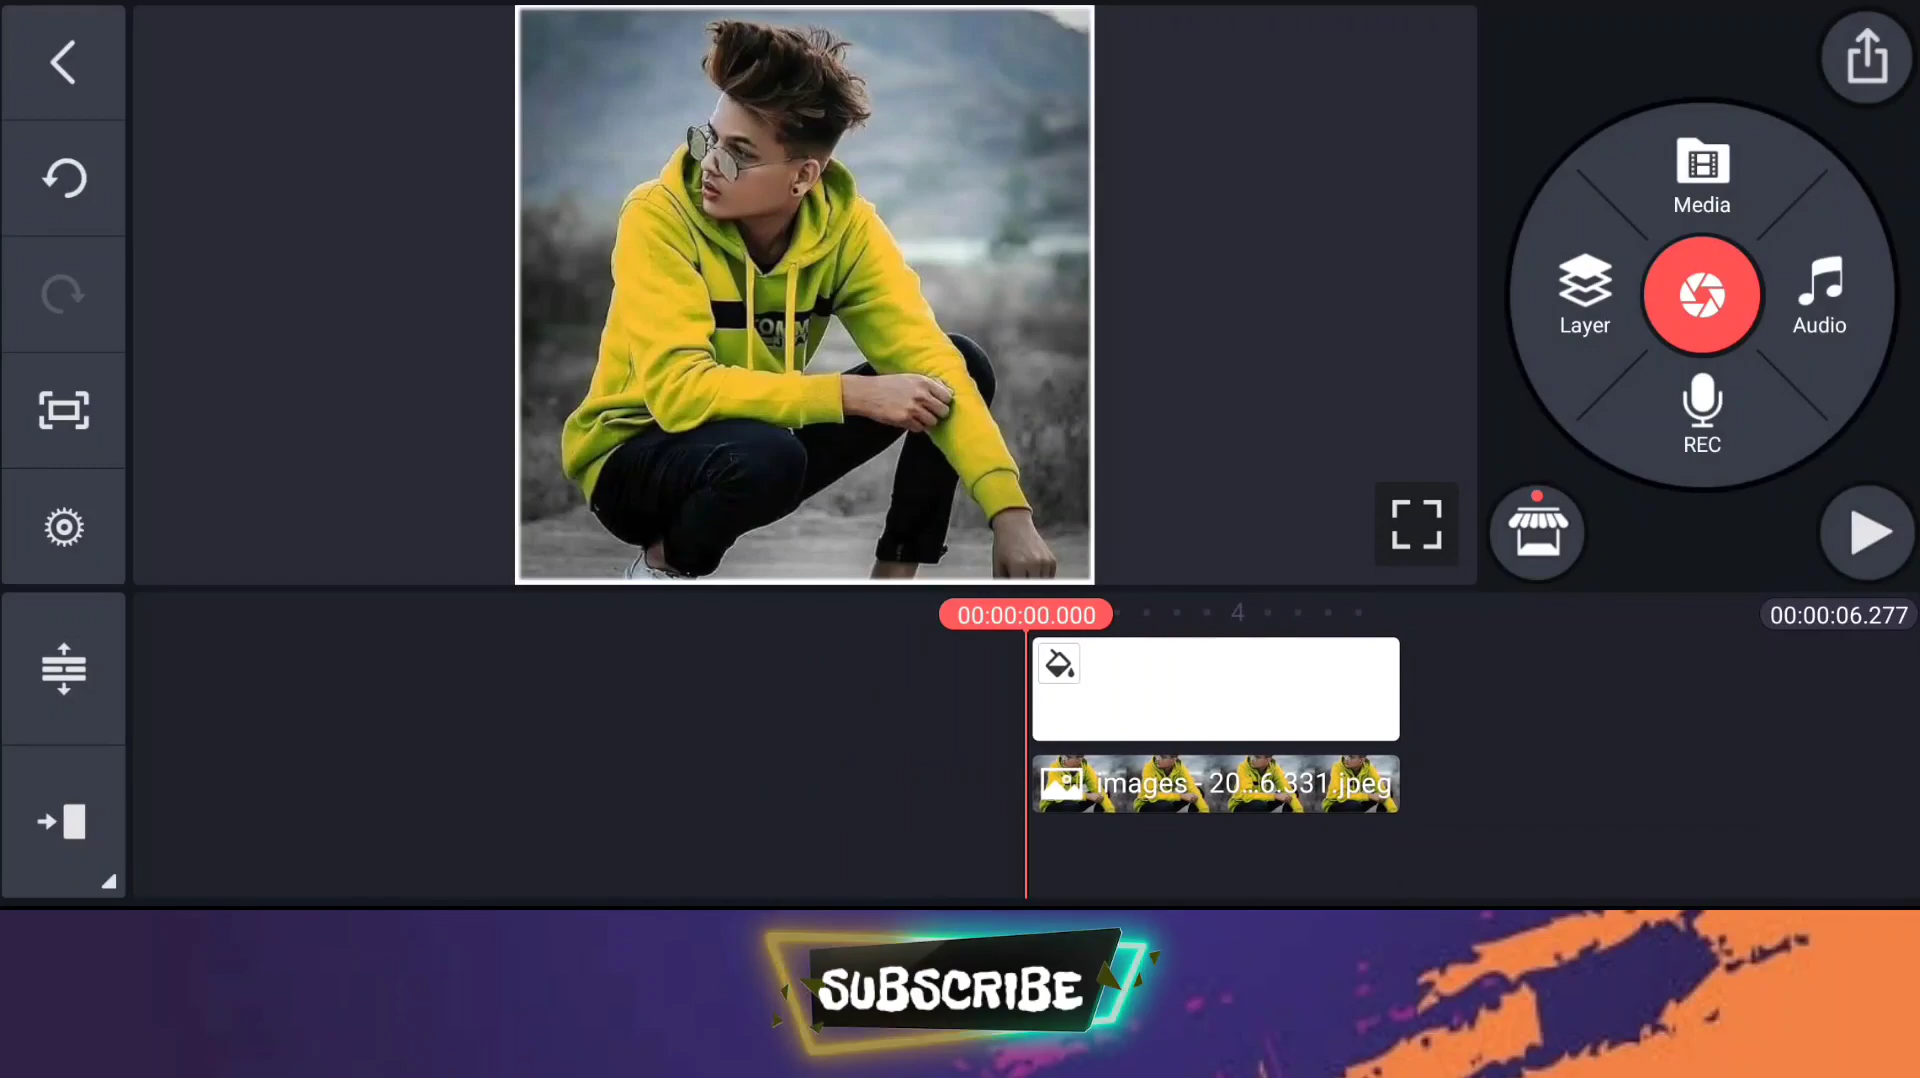 Media
Layer
Audio
REC
00:00:00.000
4
00:00:06.277
images - 20...6.331.jpeg
SUBSCRIBE